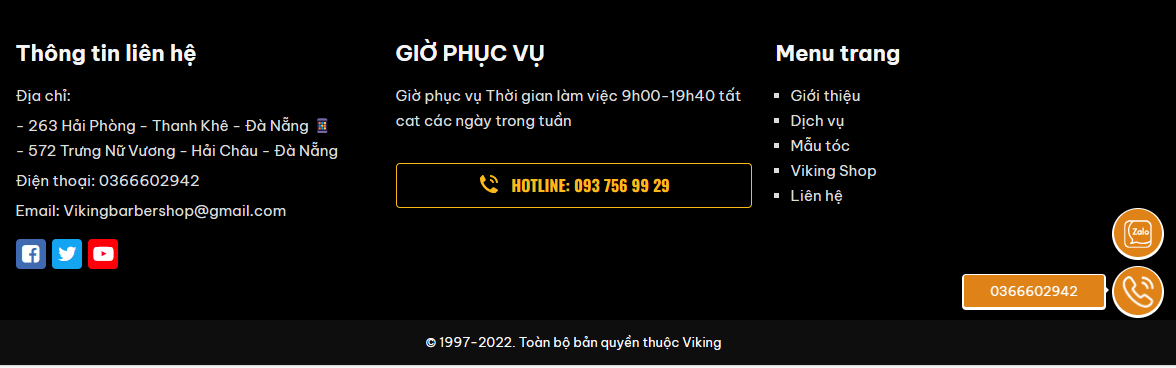 Thông tin liên hệ
Địa chỉ:
- 263 Hải Phòng - Thanh Khê - Đà Nẵng
- 572 Trưng Nữ Vương - Hải Châu - Đà Nẵng
Điện thoại: 0366602942
Email: Vikingbarbershop@gmail.com
GIỜ PHỤC VỤ
Giờ phục vụ Thời gian làm việc 9h00-19h40 tất
cat các ngày trong tuần
HOTLINE: 093 756 99 29
Menu trang
Giới thiệu
Dịch vụ
Mẫu tóc
Viking Shop
Liên hệ
Zalo
0366602942
© 1997-2022. Toàn bộ bản quyền thuộc Viking